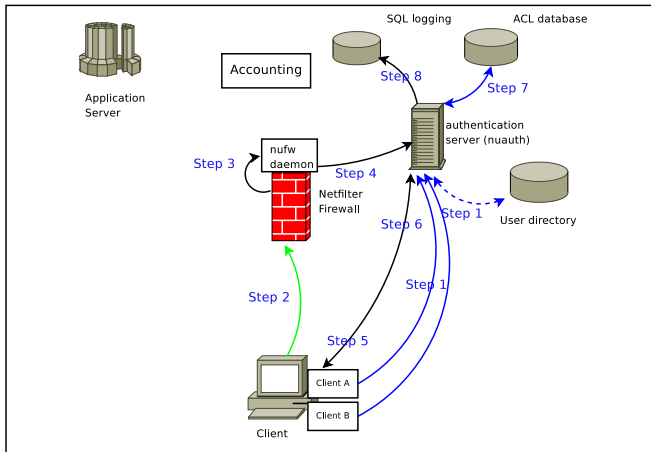 SQL logging
ACL database
Accounting
Step 8
Step 7
Application
Server
authentication
server (nuauth)
nufw
daemon
Step 3
Step 4
Netfilter
Firewall
Step 1
User directory
Step 6
Step 2
Step 1
Step 5
Client A
Client B
Client